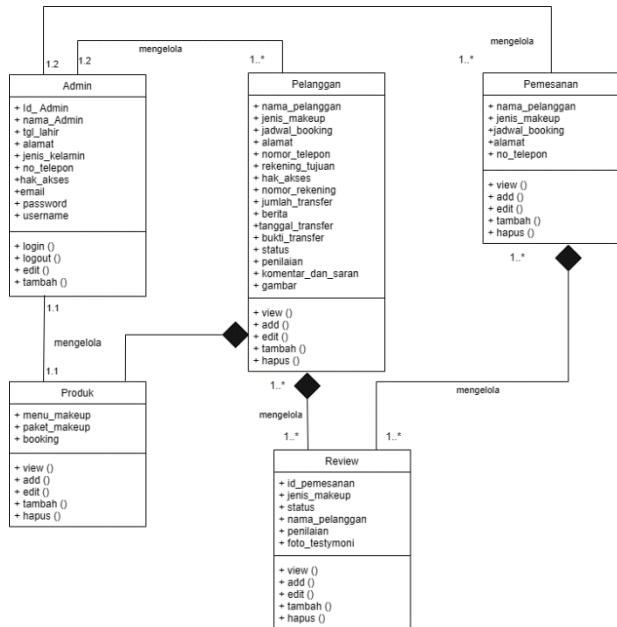 mengelola
mengelola
1.2
1.2
1..*
1..*
Admin
+ Id_ Admin
+ nama_Admin
+ tgl_lahir
+ alamat
+ jenis_kelamin
+ no_telepon
+hak_akses
+email
+ password
+ username
+ login ()
+ logout ()
+ edit ()
+ tambah ()
Pelanggan
+ nama_pelanggan
+ jenis_makeup
+ jadwal_booking
+ alamat
+ nomor_telepon
+ rekening_tujuan
+ hak_akses
+ nomor_rekening
+ jumlah_transfer
+ berita
+tanggal_transfer
+ bukti_transfer
+ status
+ penilaian
+ komentar_dan_saran
+ gambar
+ view ()
+ add ()
+ edit ()
+ tambah ()
+ hapus ()
Pemesanan
+ nama_pelanggan
+ jenis_makeup
+jadwal_booking
+alamat
+ no_telepon
+ view ()
+ add ()
+ edit ()
+ tambah ()
+ hapus ()
1..*
1.1
mengelola
1.1
Produk
+ menu_makeup
+ paket_makeup
+ booking
+ view ()
+ add ()
+ edit ()
+ tambah ()
+ hapus ()
1..*
mengelola
mengelola
1..*
1..*
Review
+ id_pemesanan
+ jenis_makeup
+ status
+ nama_pelanggan
+ penilaian
+ foto_testymoni
+ view ()
+ add ()
+ edit ()
+ tambah ()
+ hapus ()